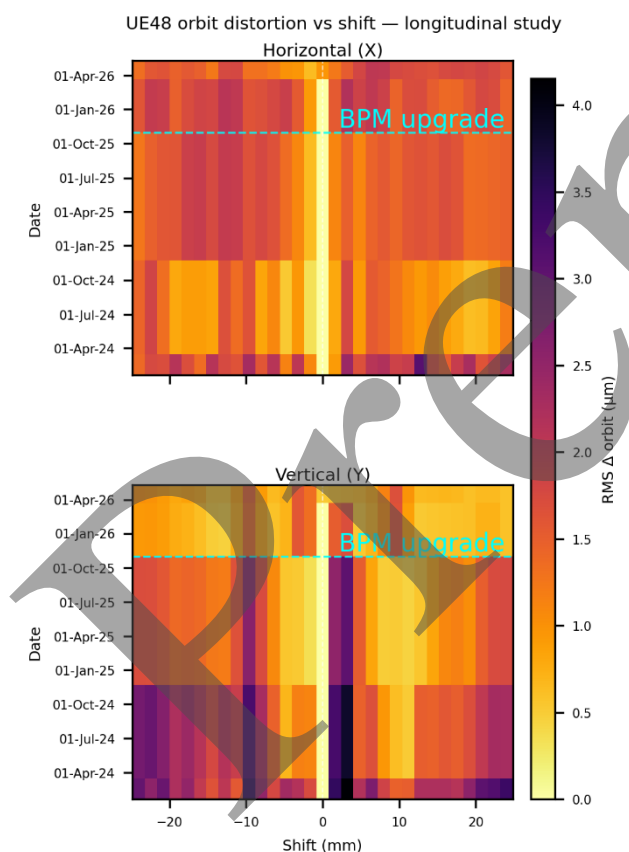 UE48 orbit distortion vs shift — longitudinal study
Horizontal (X)
01-Apr-26
01-Jan-26
01-Oct-25
01-Jul-25
01-Apr-25
01-Jan-25
01-Oct-24
01-Jul-24
01-Apr-24
Date
BPM upgrade
Vertical (Y)
01-Apr-26
01-Jan-26
01-Oct-25
01-Jul-25
01-Apr-25
01-Jan-25
01-Oct-24
01-Jul-24
01-Apr-24
Date
BPM upgrade
−20
0
10
20
Shift (mm)
4.0
3.5
3.0
2.5
2.0
1.5
1.0
0.5
0.0
RMS Δ orbit (μm)
Prer